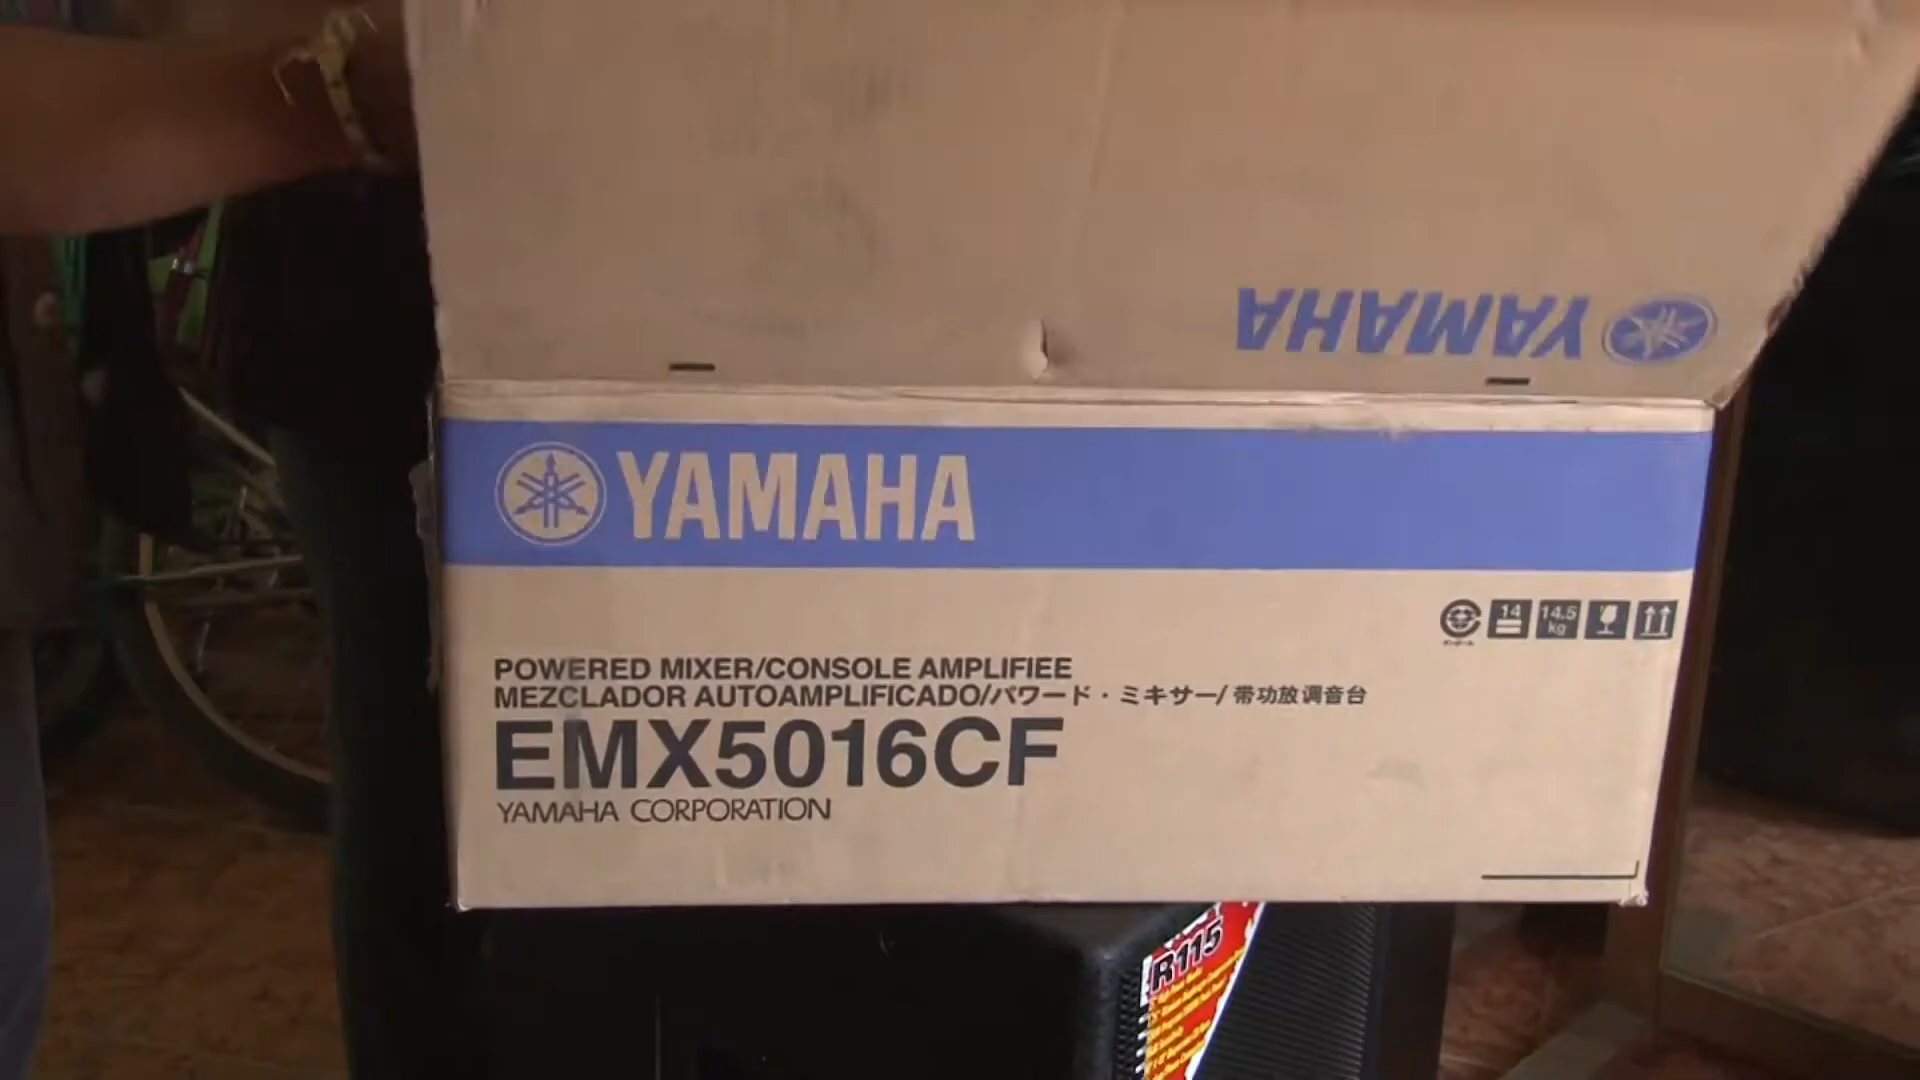 YAMAHA
YAMAHA
14
14.5
kg
POWERED MIXER/CONSOLE AMPLIFIEE
MEZCLADOR AUTOAMPLIFICADO/パワード・ミキサー/带功放调音台
EMX5016CF
YAMAHA CORPORATION
R115